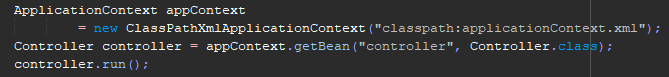 ApplicationContext appContext
= new ClassPathXmlApplicationContext("classpath:applicationContext.xml");
Controller controller = appContext.getBean("controller", Controller.class);
controller.run();